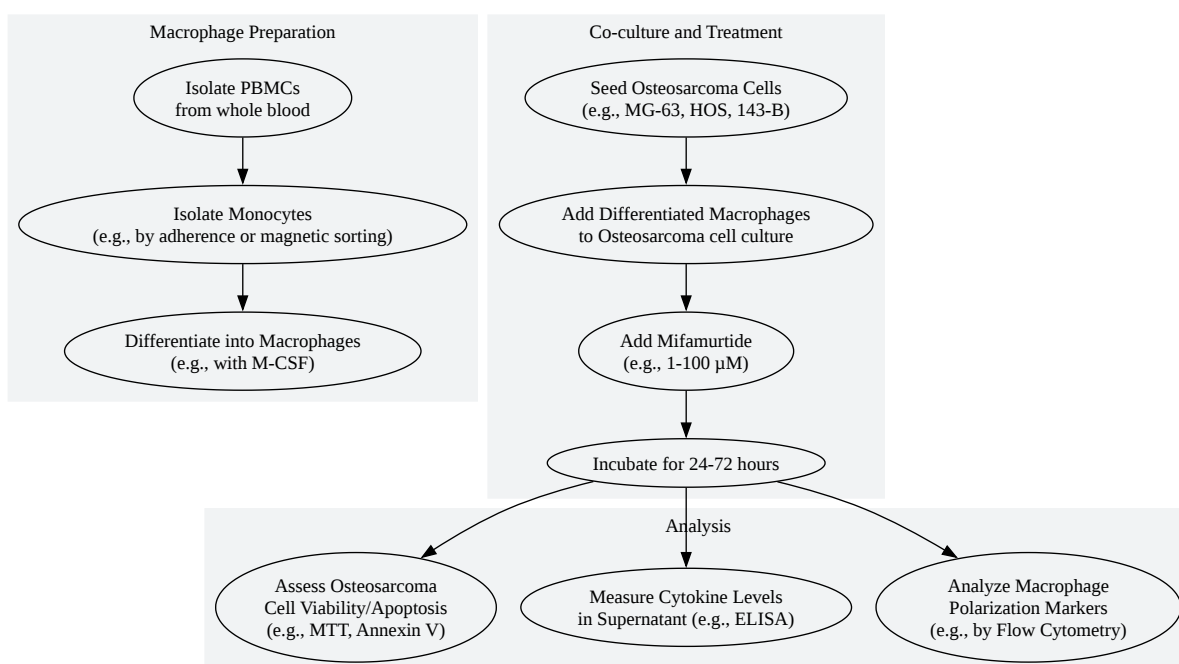 Macrophage Preparation
Isolate PBMCs
from whole blood
Isolate Monocytes
(e.g., by adherence or magnetic sorting)
Differentiate into Macrophages
(e.g., with M-CSF)
Co-culture and Treatment
Seed Osteosarcoma Cells
(e.g., MG-63, HOS, 143-B)
Add Differentiated Macrophages
to Osteosarcoma cell culture
Add Mifamurtide
(e.g., 1-100 µM)
Incubate for 24-72 hours
Analysis
Assess Osteosarcoma
Cell Viability/Apoptosis
(e.g., MTT, Annexin V)
Measure Cytokine Levels
in Supernatant (e.g., ELISA)
Analyze Macrophage
Polarization Markers
(e.g., by Flow Cytometry)